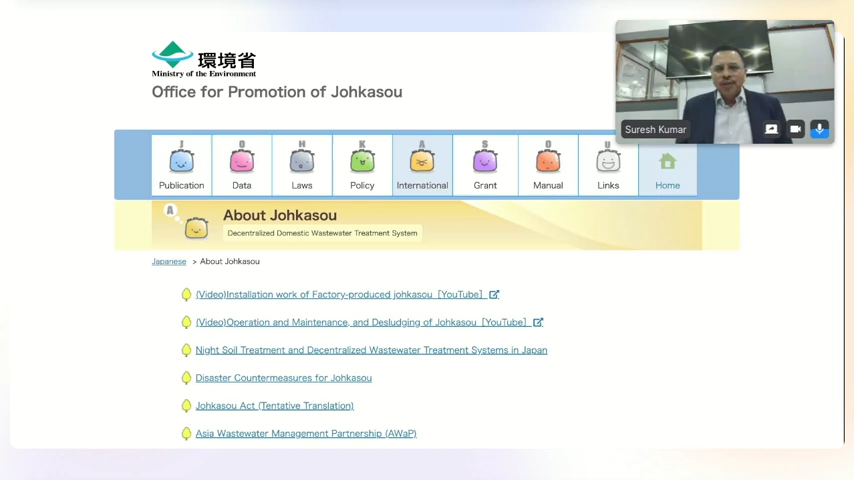 環境省
Ministry of the Environment
Office for Promotion of Johkasou
Suresh Kumar
J O H K A S O U
Publication Data Laws Policy International Grant Manual Links Home
A
About Johkasou
Decentralized Domestic Wastewater Treatment System
Japanese > About Johkasou
(Video)Installation work of Factory-produced johkasou［YouTube］
(Video)Operation and Maintenance, and Desludging of Johkasou［YouTube］
Night Soil Treatment and Decentralized Wastewater Treatment Systems in Japan
Disaster Countermeasures for Johkasou
Johkasou Act (Tentative Translation)
Asia Wastewater Management Partnership (AWaP)